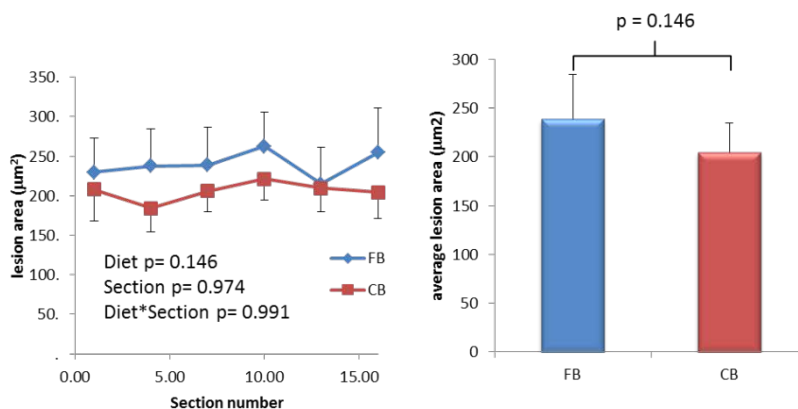 350.
300.
250.
200.
150.
100.
50.
.
lesion area (µm²)
0.00 5.00 10.00 15.00
Section number
Diet p= 0.146
Section p= 0.974
Diet*Section p= 0.991
FB
CB
p = 0.146
300
250
200
150
100
50
0
average lesion area (µm2)
FB CB